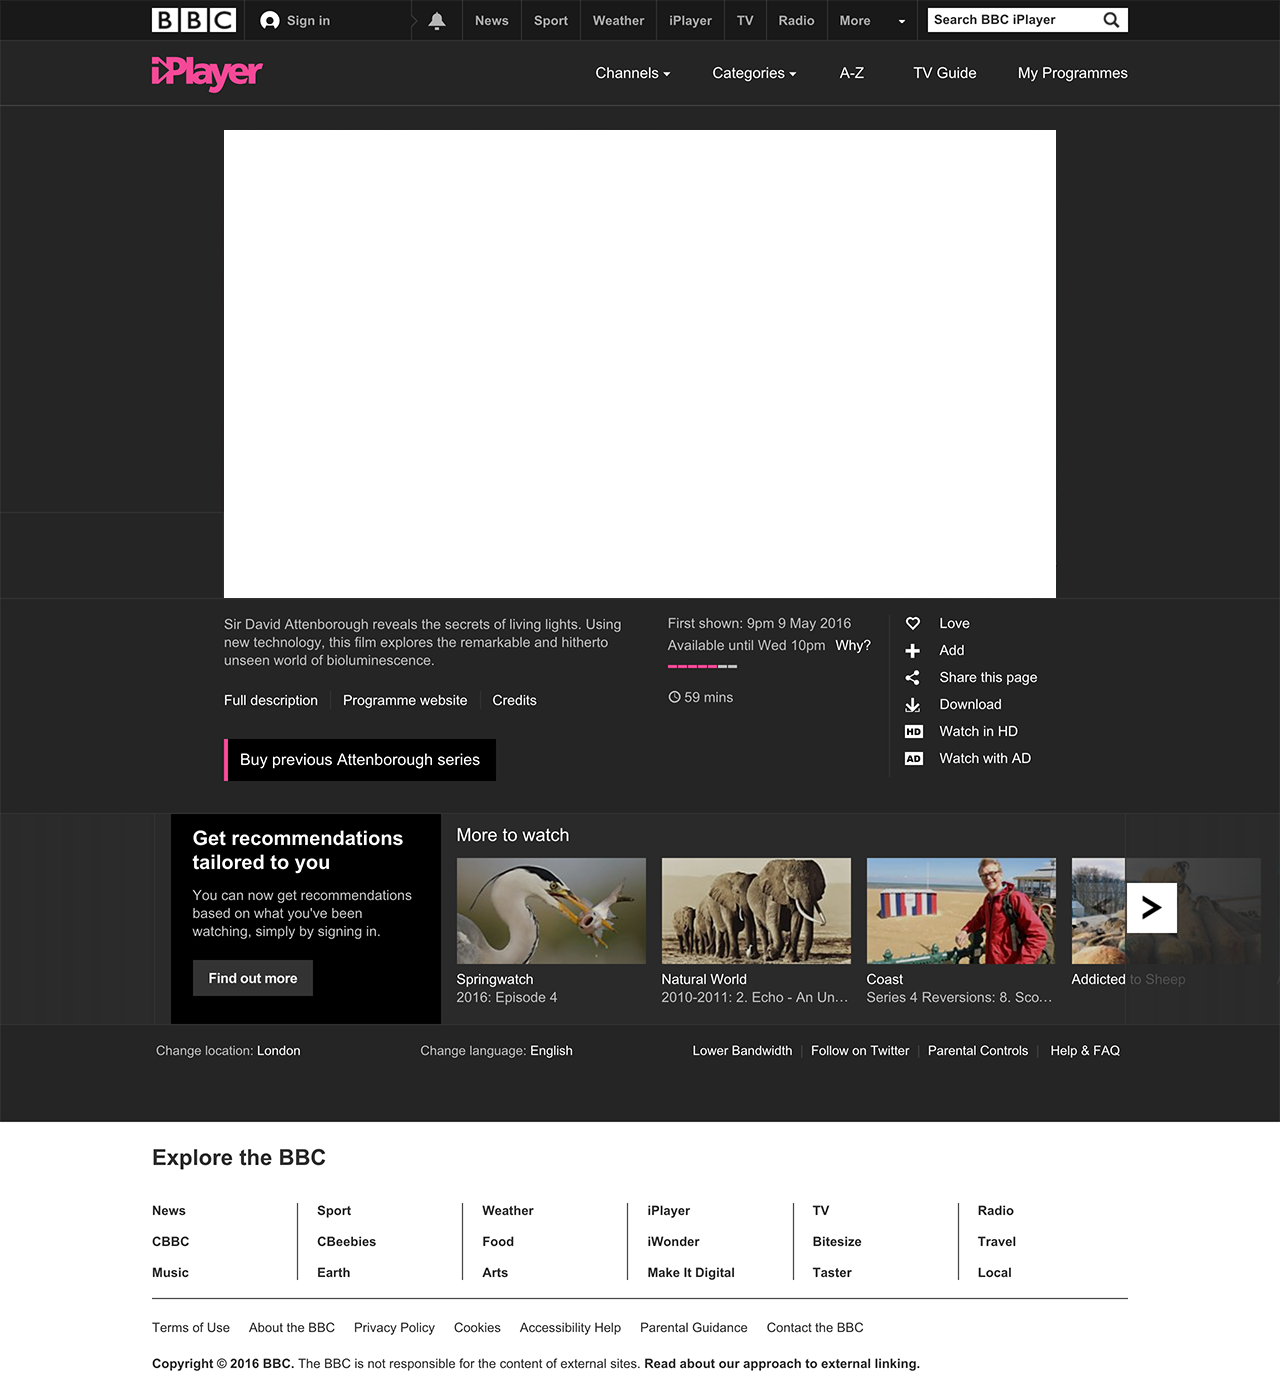 BBC Sign in News Sport Weather iPlayer TV Radio More Search BBC iPlayer
iPlayer Channels Categories A-Z TV Guide My Programmes
Sir David Attenborough reveals the secrets of living lights. Using
new technology, this film explores the remarkable and hitherto
unseen world of bioluminescence.
Full description Programme website Credits
Buy previous Attenborough series
First shown: 9pm 9 May 2016
Available until Wed 10pm Why?
59 mins
Love
Add
Share this page
Download
HD Watch in HD
AD Watch with AD
Get recommendations
tailored to you
You can now get recommendations
based on what you've been
watching, simply by signing in.
Find out more
More to watch
Springwatch
2016: Episode 4
Natural World
2010-2011: 2. Echo - An Un...
Coast
Series 4 Reversions: 8. Sco...
Addicted to Sheep
Change location: London Change language: English Lower Bandwidth Follow on Twitter Parental Controls Help & FAQ
Explore the BBC
News Sport Weather iPlayer TV Radio
CBBC CBeebies Food iWonder Bitesize Travel
Music Earth Arts Make It Digital Taster Local
Terms of Use About the BBC Privacy Policy Cookies Accessibility Help Parental Guidance Contact the BBC
Copyright © 2016 BBC. The BBC is not responsible for the content of external sites. Read about our approach to external linking.